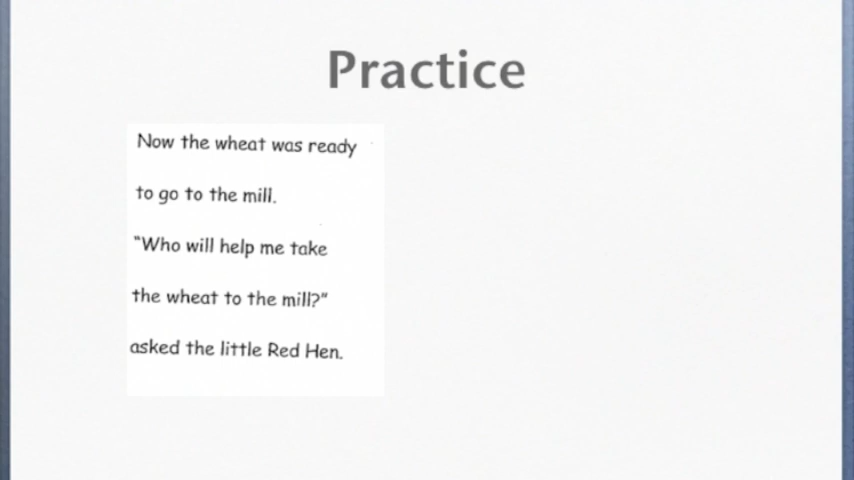 Practice
Now the wheat was ready
to go to the mill.
"Who will help me take
the wheat to the mill?"
asked the little Red Hen.